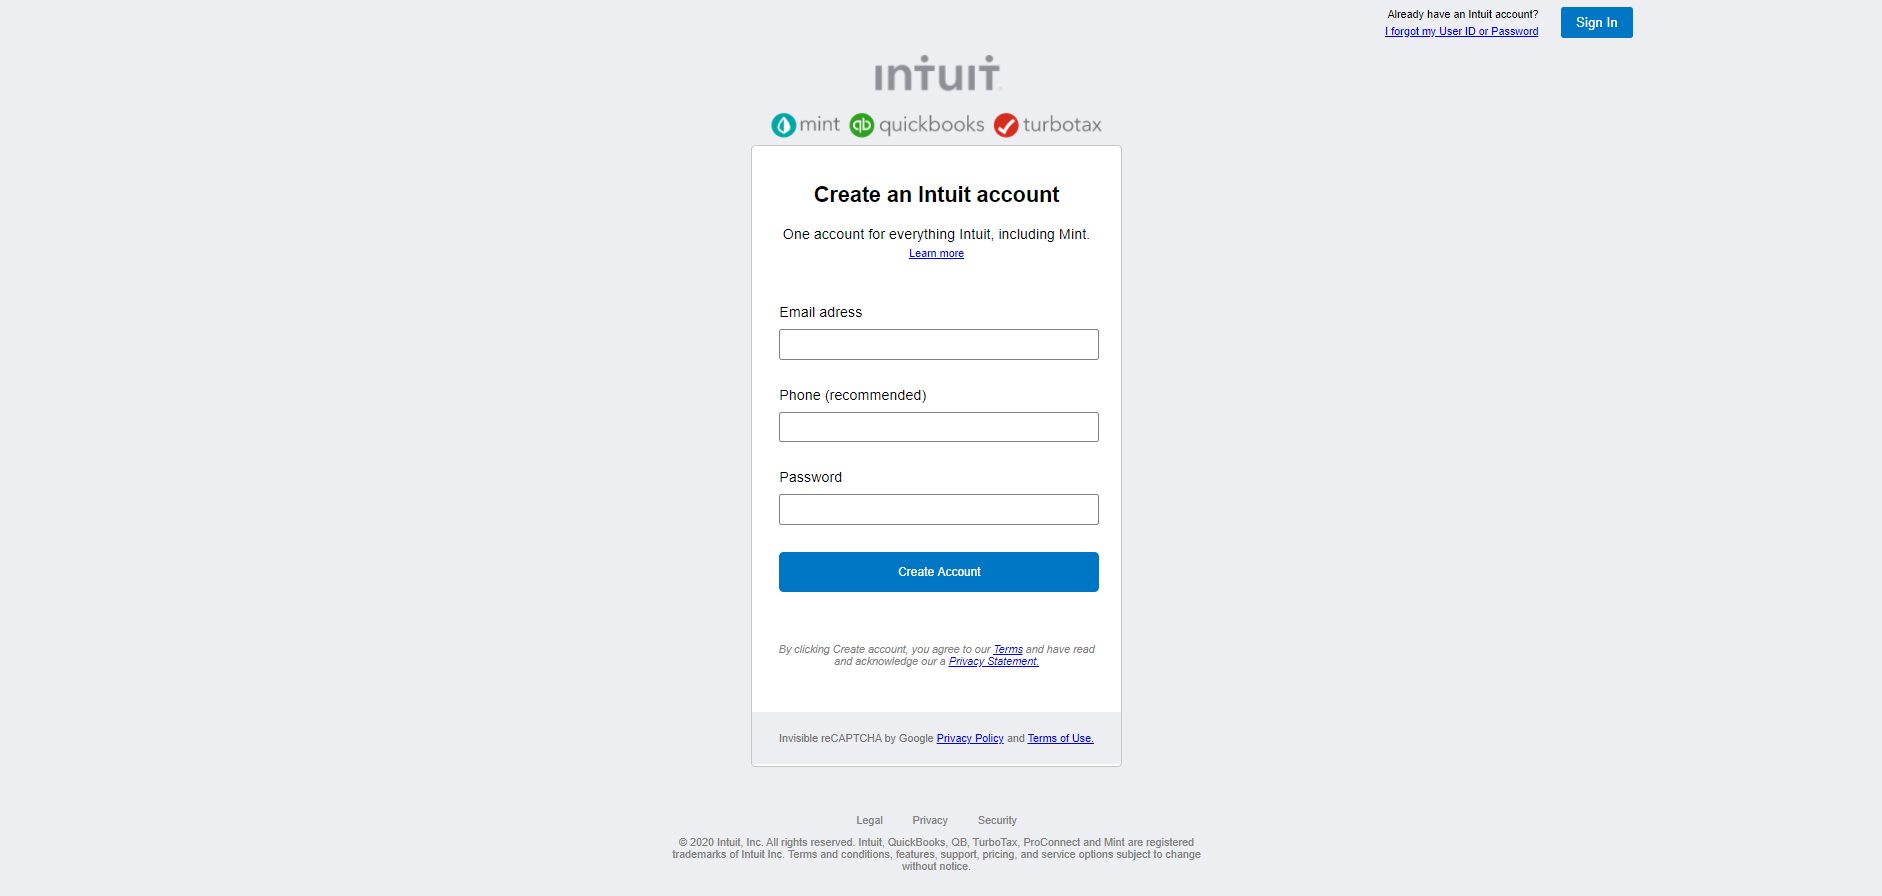 Already have an Intuit account?
I forgot my User ID or Password
Sign In
intuit
mint quickbooks turbotax
Create an Intuit account
One account for everything Intuit, including Mint.
Learn more
Email adress
Phone (recommended)
Password
Create Account
By clicking Create account, you agree to our Terms and have read
and acknowledge our a Privacy Statement.
Invisible reCAPTCHA by Google Privacy Policy and Terms of Use.
Legal Privacy Security
© 2020 Intuit, Inc. All rights reserved. Intuit, QuickBooks, QB, TurboTax, ProConnect and Mint are registered
trademarks of Intuit Inc. Terms and conditions, features, support, pricing, and service options subject to change
without notice.